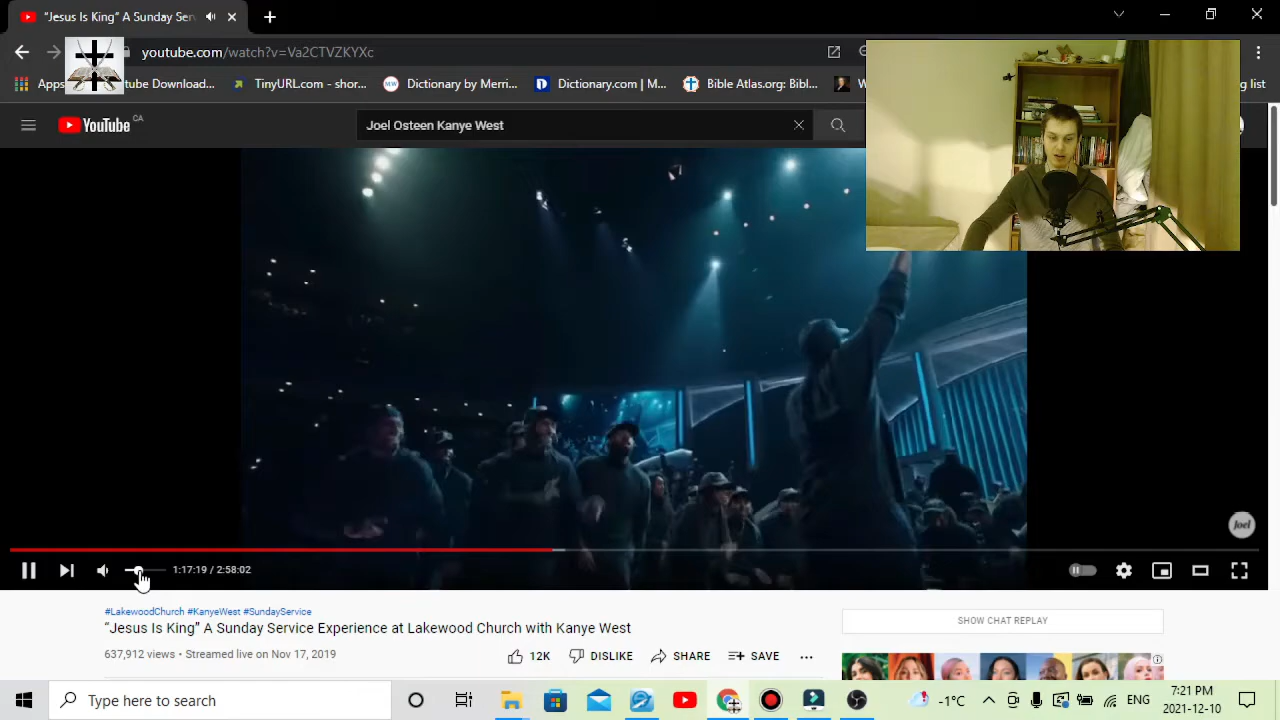 "Jesus Is King" A Sunday Ser
youtube.com/watch?v=Va2CTVZKYXc
Apps
tube Download...
TinyURL.com - shor...
MW
Dictionary by Merri...
D
Dictionary.com | M...
Bible Atlas.org: Bibl...
W
ng list
YouTube CA
Joel Osteen Kanye West
Joel
1:17:19 / 2:58:02
#LakewoodChurch #KanyeWest #SundayService
“Jesus Is King” A Sunday Service Experience at Lakewood Church with Kanye West
637,912 views • Streamed live on Nov 17, 2019
12K
DISLIKE
SHARE
SAVE
SHOW CHAT REPLAY
Type here to search
-1°C
ENG
7:21 PM
2021-12-10